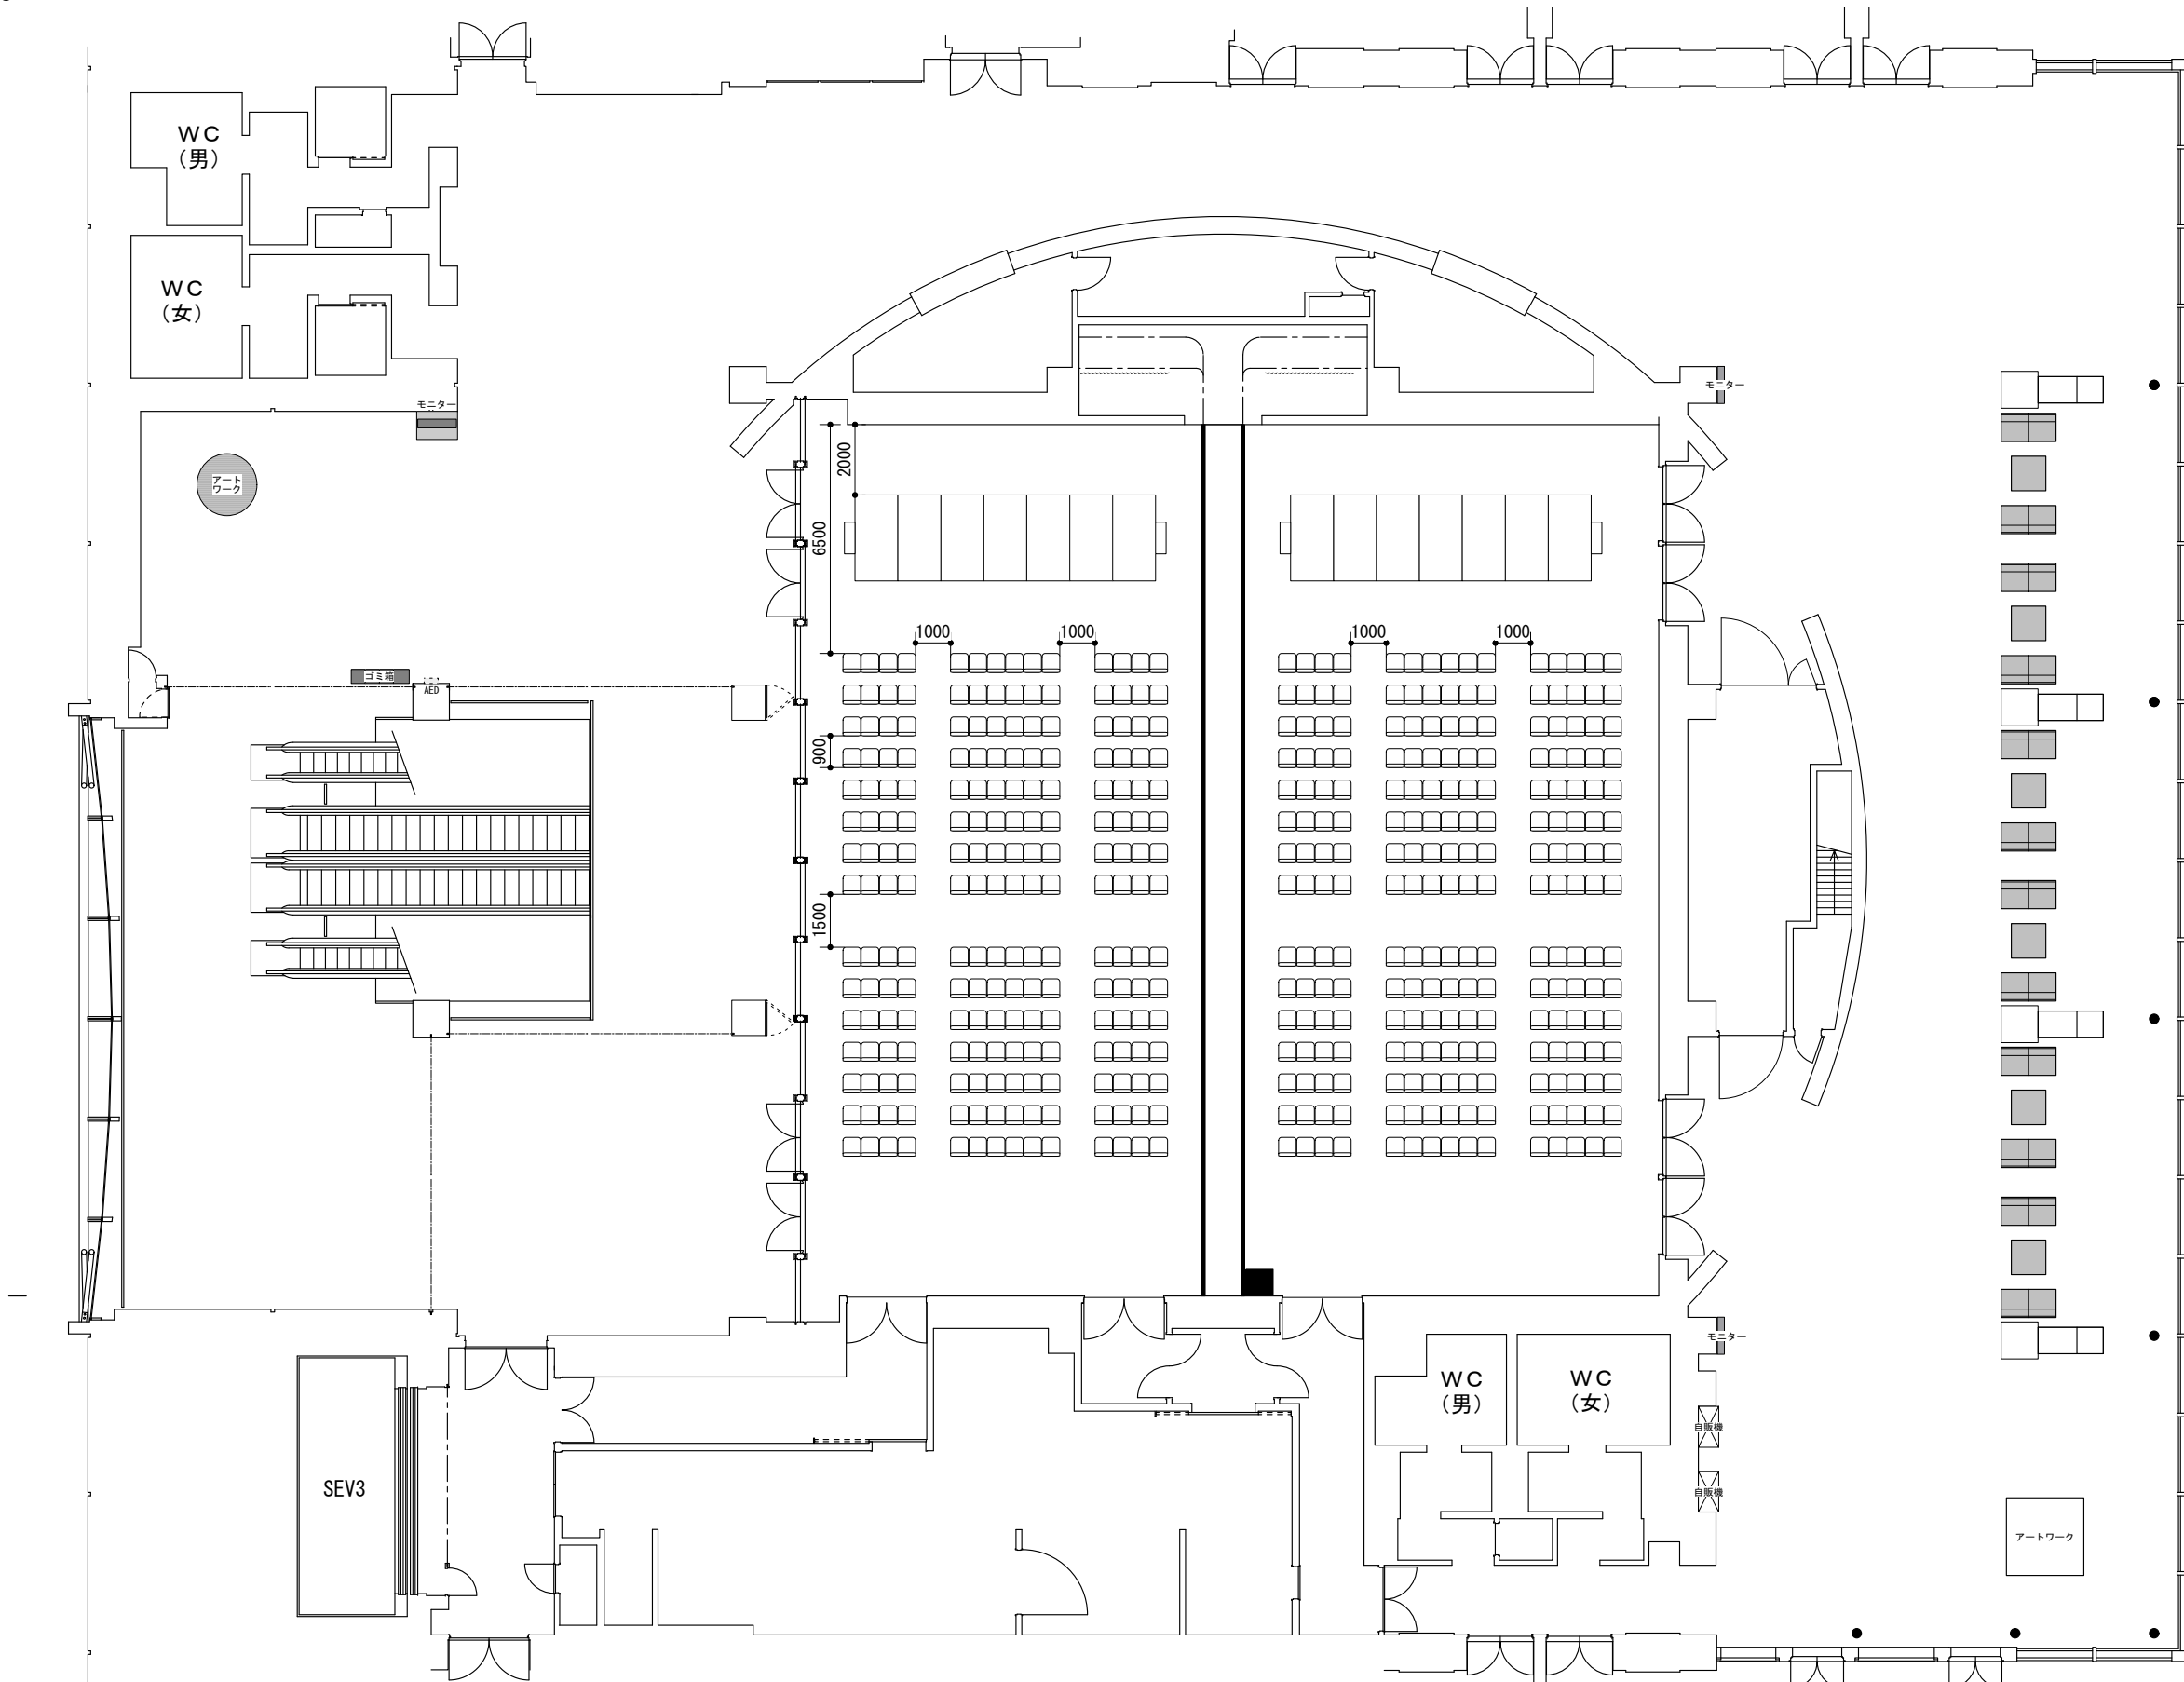 WC
(男)
WC
(女)
モニター
モニター
アート
ワーク
2000
6500
1000
1000
1000
1000
ゴミ箱
AED
900
1500
モニター
WC
(男)
WC
(女)
自販機
自販機
SEV3
アートワーク